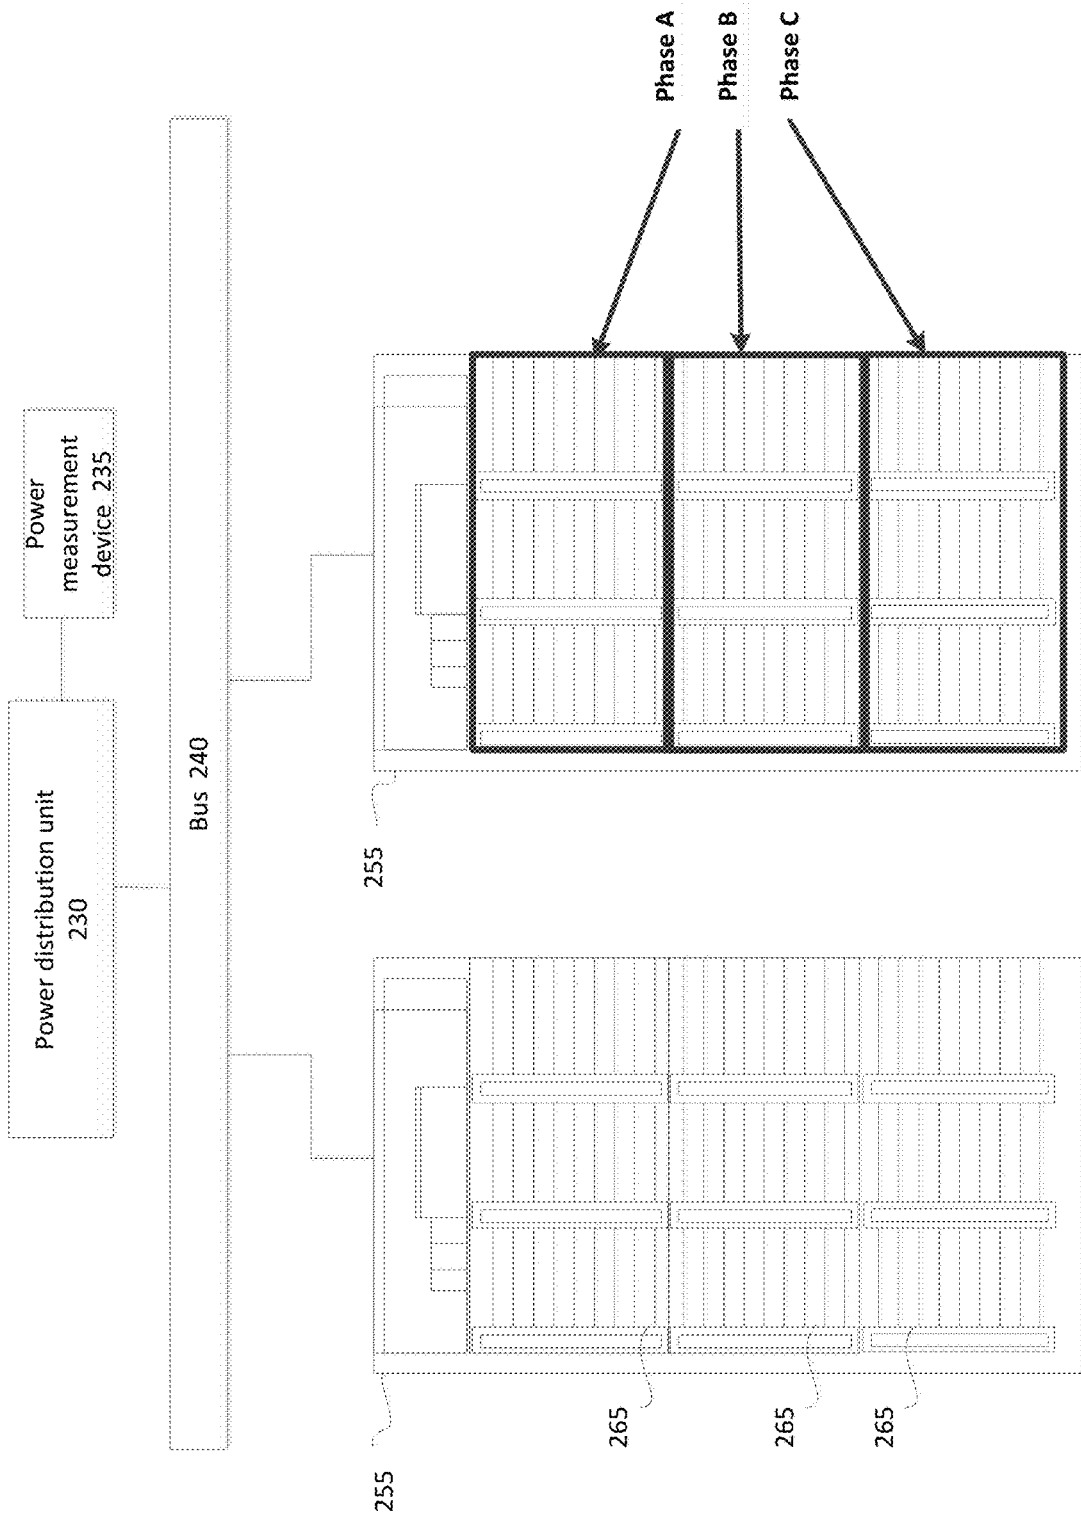 Power distribution unit
230
Power
measurement
device 235
Bus 240
255
255
265
265
265
Phase A
Phase B
Phase C